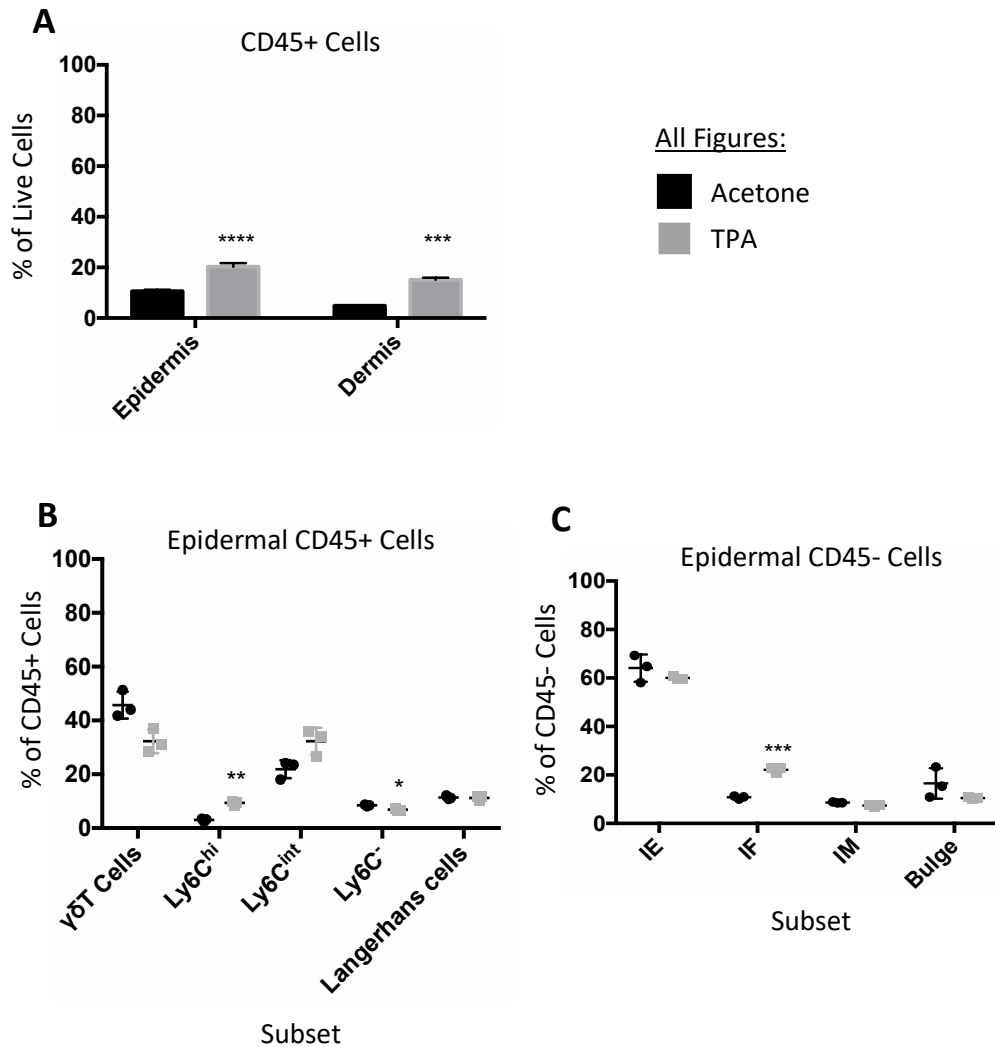 A
CD45+ Cells
% of Live Cells
100
80
60
40
20
0
****
***
Epidermis
Dermis
All Figures:
Acetone
TPA
B
Epidermal CD45+ Cells
% of CD45+ Cells
100
80
60
40
20
0
**
*
γδT Cells
Ly6Chi
Ly6Cint
Ly6C-
Langerhans cells
Subset
C
Epidermal CD45- Cells
% of CD45- Cells
100
80
60
40
20
0
***
IE
IF
IM
Bulge
Subset